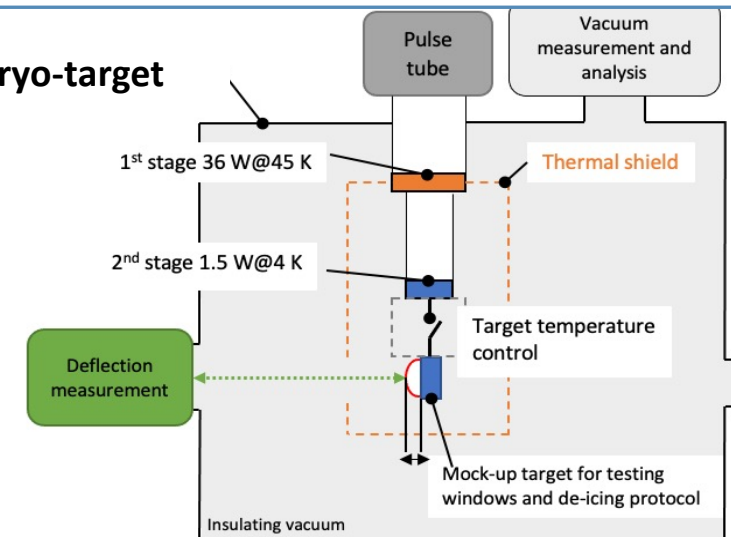 ryo-target
Pulse
tube
Vacuum
measurement and
analysis
1st stage 36 W@45 K
Thermal shield
2nd stage 1.5 W@4 K
Target temperature
control
Deflection
measurement
Mock-up target for testing
windows and de-icing protocol
Insulating vacuum